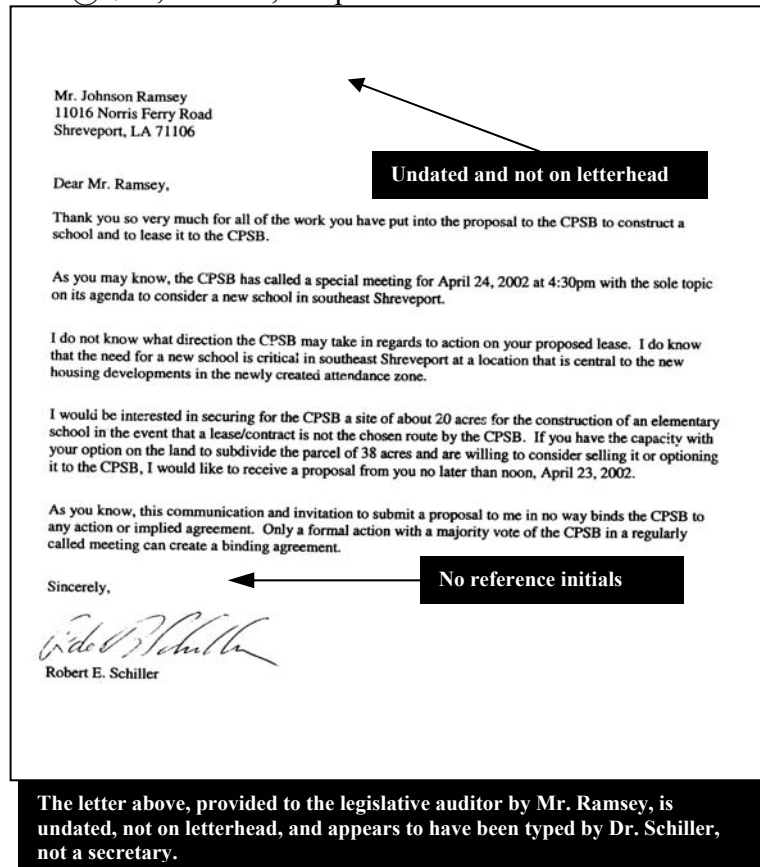 Mr. Johnson Ramsey
11016 Norris Ferry Road
Shreveport, LA 71106
Undated and not on letterhead
Dear Mr. Ramsey,
Thank you so very much for all of the work you have put into the proposal to the CPSB to construct a
school and to lease it to the CPSB.
As you may know, the CPSB has called a special meeting for April 24, 2002 at 4:30pm with the sole topic
on its agenda to consider a new school in southeast Shreveport.
I do not know what direction the CPSB may take in regards to action on your proposed lease. I do know
that the need for a new school is critical in southeast Shreveport at a location that is central to the new
housing developments in the newly created attendance zone.
I would be interested in securing for the CPSB a site of about 20 acres for the construction of an elementary
school in the event that a lease/contract is not the chosen route by the CPSB. If you have the capacity with
your option on the land to subdivide the parcel of 38 acres and are willing to consider selling it or optioning
it to the CPSB, I would like to receive a proposal from you no later than noon, April 23, 2002.
As you know, this communication and invitation to submit a proposal to me in no way binds the CPSB to
any action or implied agreement. Only a formal action with a majority vote of the CPSB in a regularly
called meeting can create a binding agreement.
No reference initials
Sincerely,
Robert E. Schiller
The letter above, provided to the legislative auditor by Mr. Ramsey, is
undated, not on letterhead, and appears to have been typed by Dr. Schiller,
not a secretary.